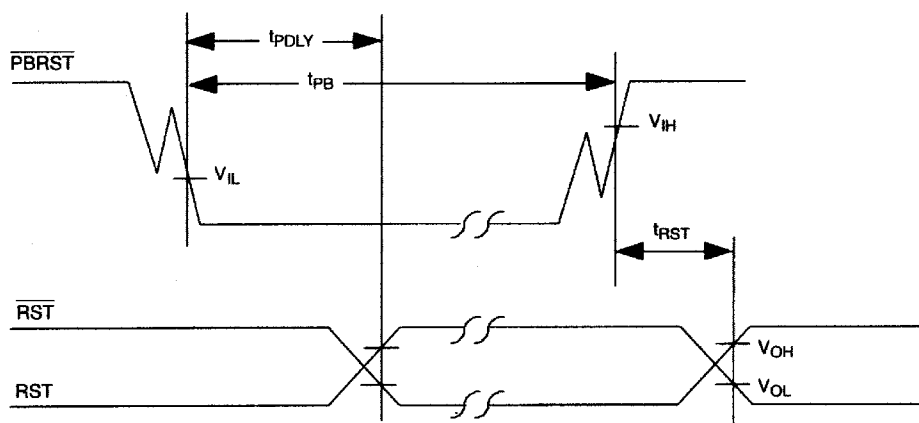 tPDLY
PBRST
tPB
VIH
VIL
tRST
RST
VOH
RST
VOL